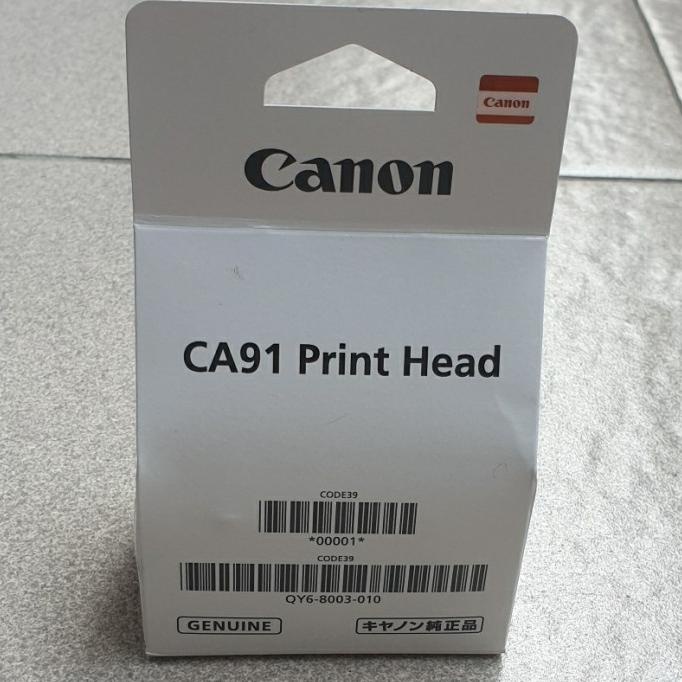 Canon
Canon
CA91 Print Head
CODE39
*00001*
CODE39
QY6-8003-010
GENUINE
キヤノン純正品